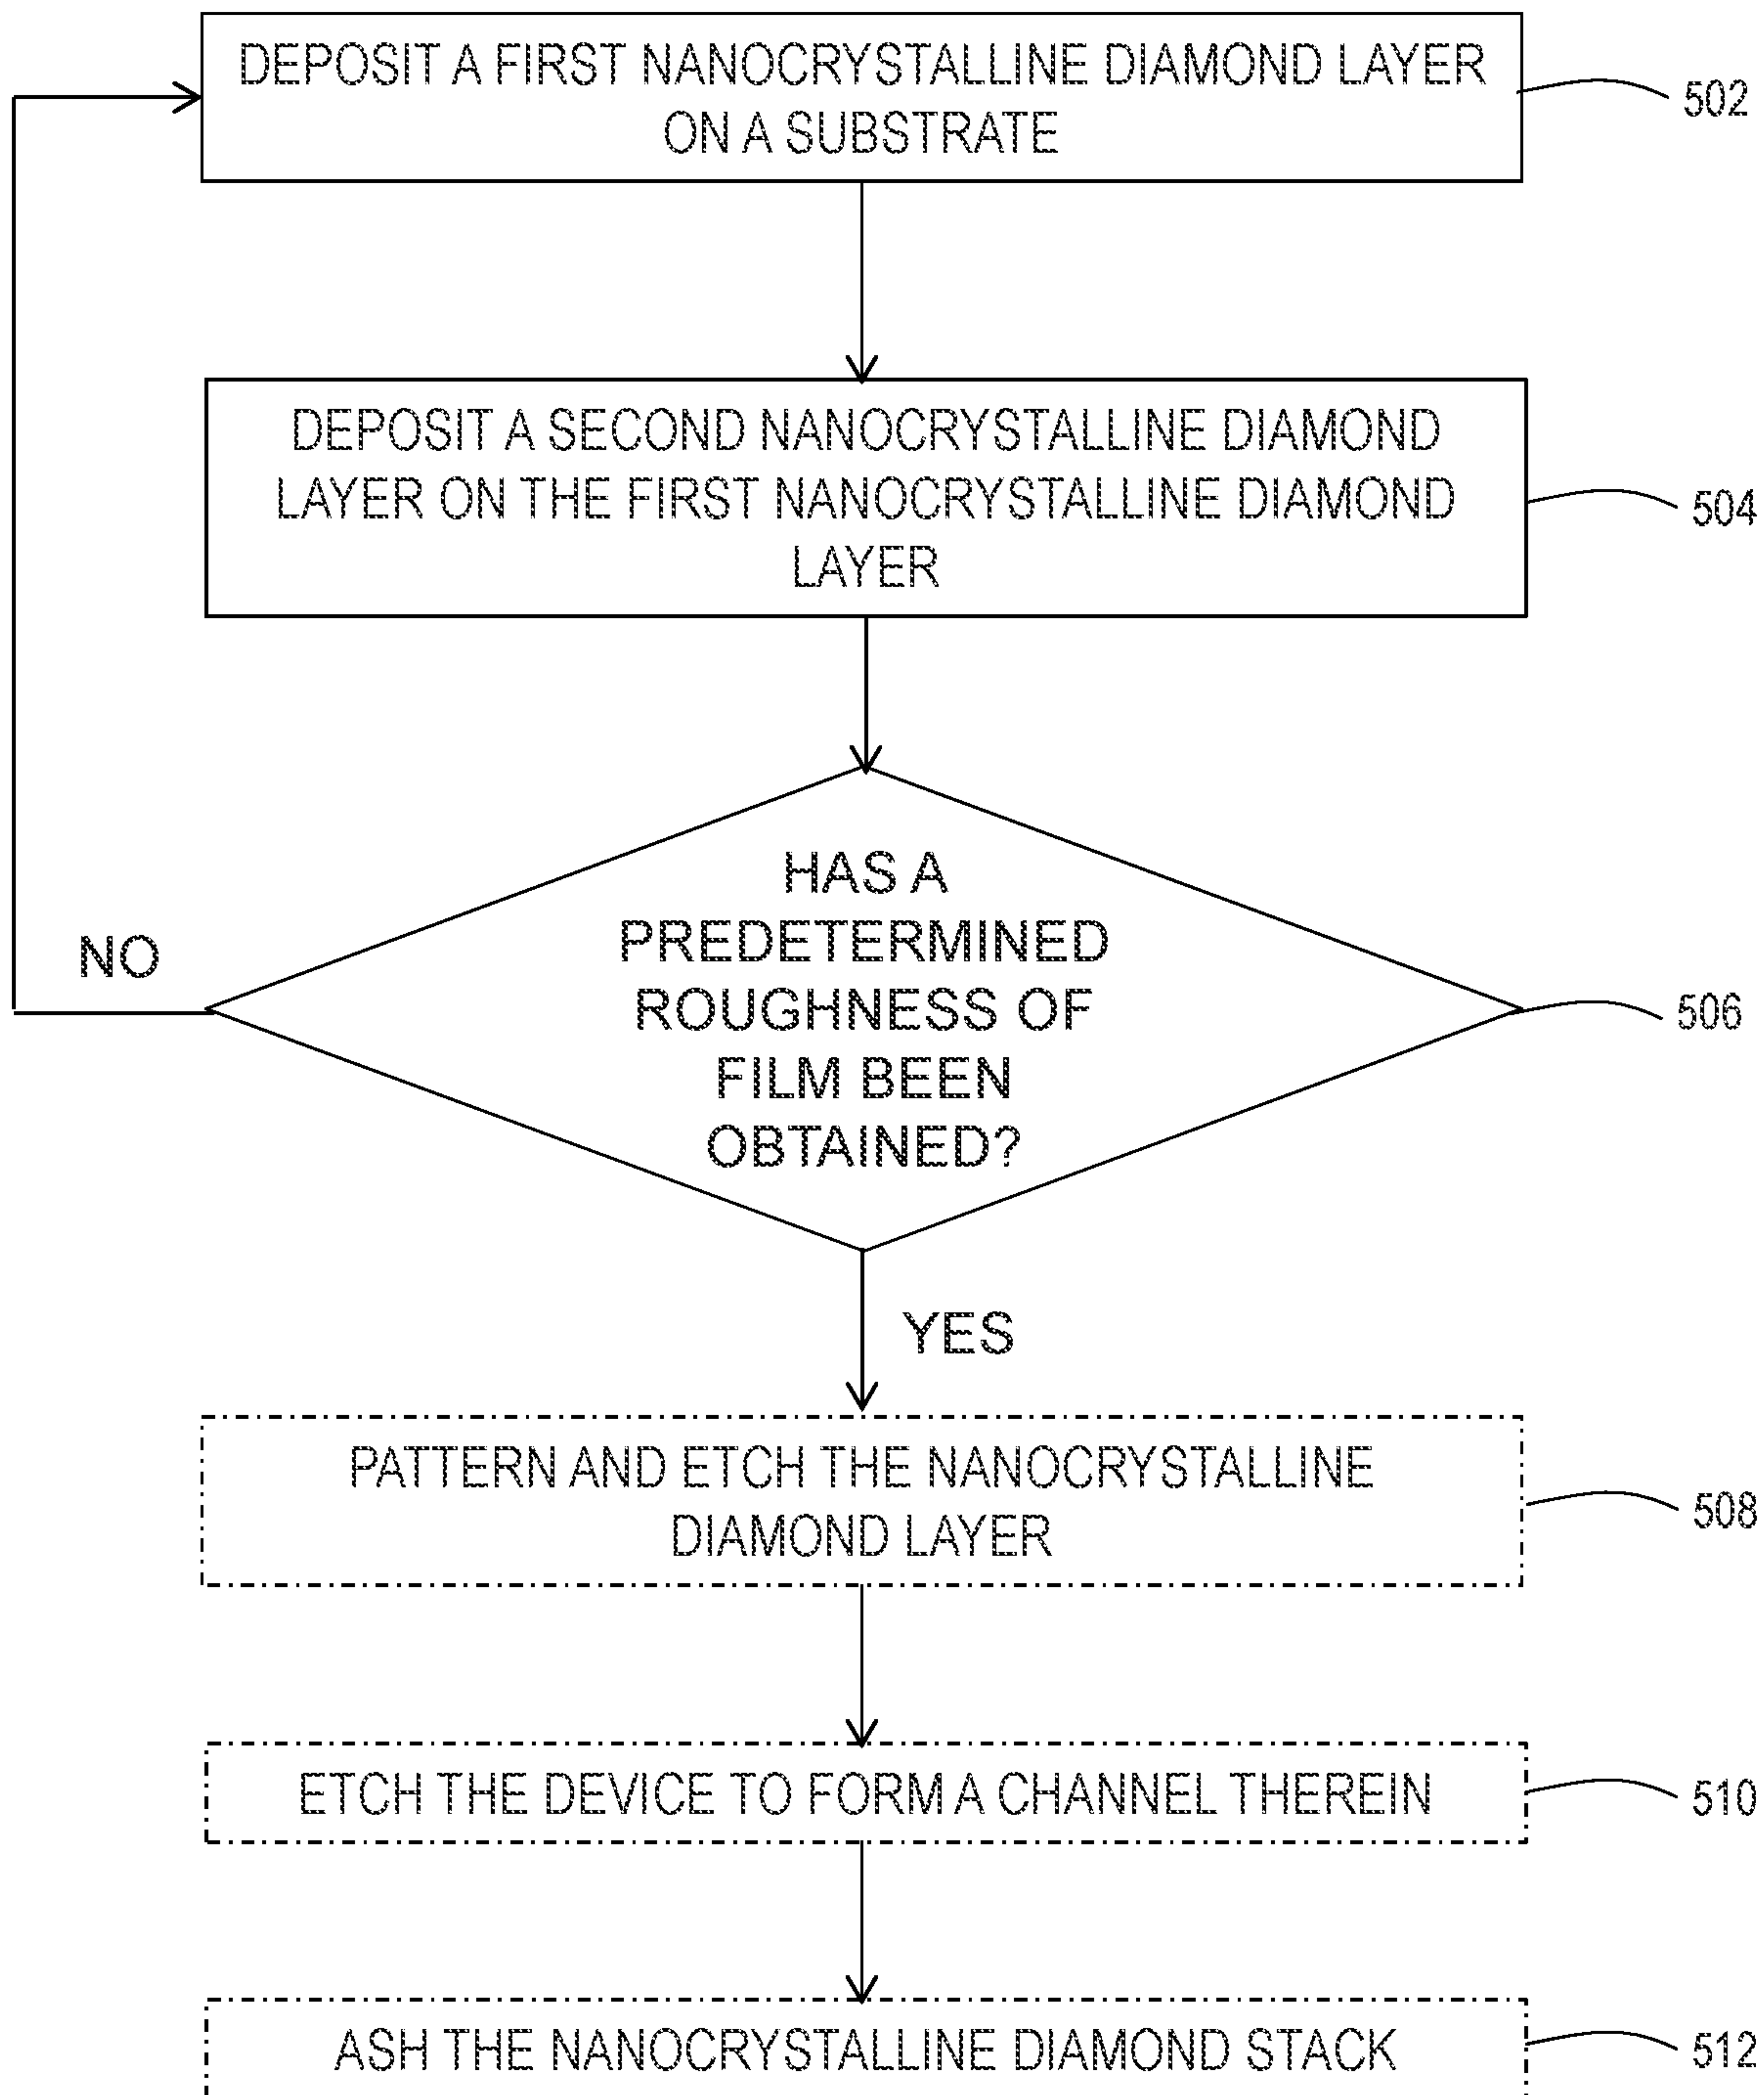 DEPOSIT A FIRST NANOCRYSTALLINE DIAMOND LAYER
ON A SUBSTRATE
502
DEPOSIT A SECOND NANOCRYSTALLINE DIAMOND
LAYER ON THE FIRST NANOCRYSTALLINE DIAMOND
LAYER
504
HAS A
PREDETERMINED
ROUGHNESS OF
FILM BEEN
OBTAINED?
NO
506
YES
PATTERN AND ETCH THE NANOCRYSTALLINE
DIAMOND LAYER
508
ETCH THE DEVICE TO FORM A CHANNEL THEREIN
510
ASH THE NANOCRYSTALLINE DIAMOND STACK
512